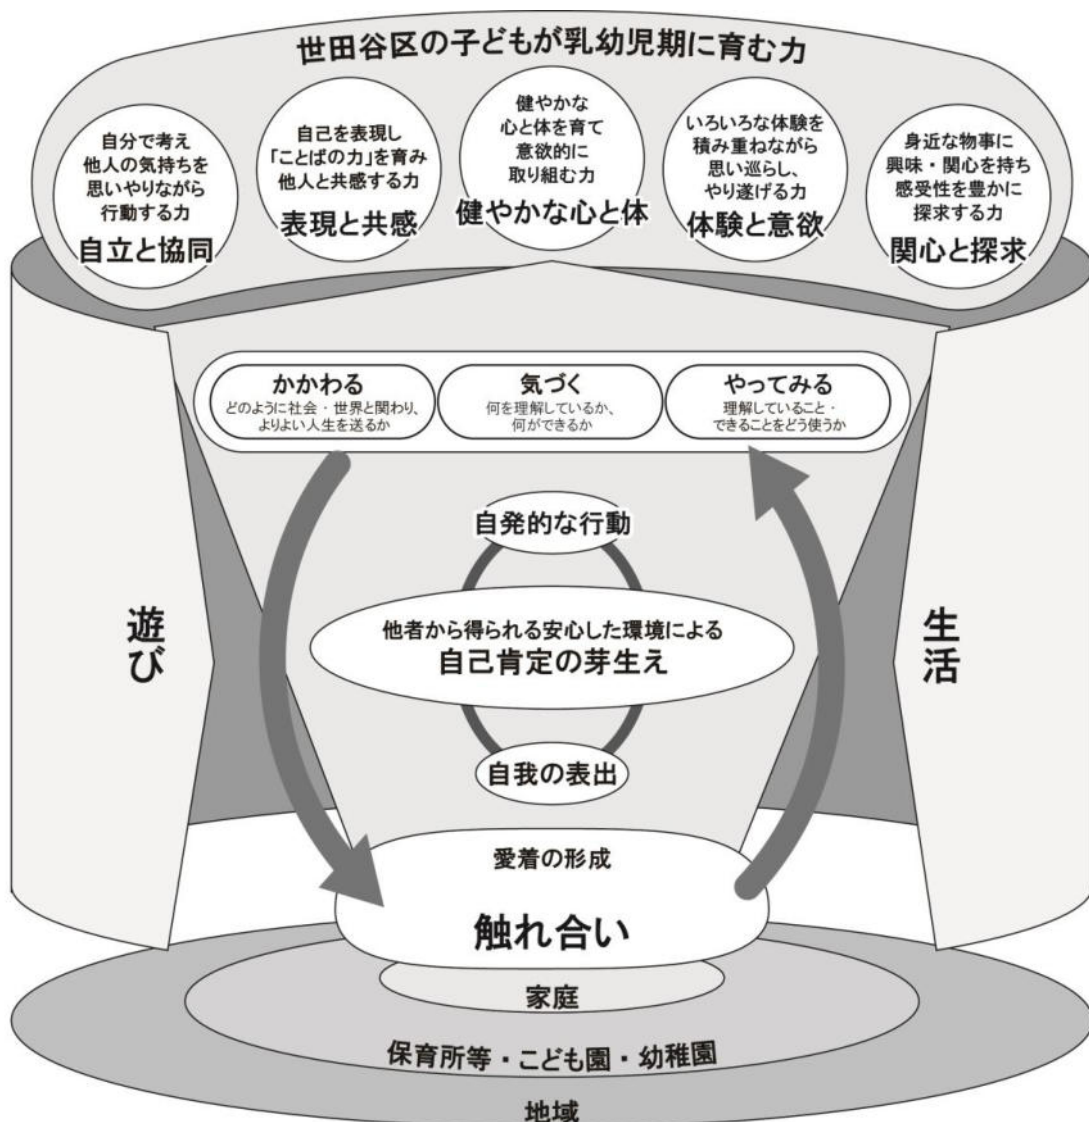 世田谷区の子どもが乳幼児期に育む力
自分で考え
他人の気持ちを
思いやりながら
行動する力
自立と協同
自己を表現し
「ことばの力」を育み
他人と共感する力
表現と共感
健やかな
心と体を育て
意欲的に
取り組む力
健やかな心と体
いろいろな体験を
積み重ねながら
思い巡らし、
やり遂げる力
体験と意欲
身近な物事に
興味・関心を持ち
感受性を豊かに
探求する力
関心と探求
かかわる
どのように社会・世界と関わり、
よりよい人生を送るか
気づく
何を理解しているか、
何ができるか
やってみる
理解していること・
できることをどう使うか
自発的な行動
他者から得られる安心した環境による
自己肯定の芽生え
自我の表出
遊び
生活
愛着の形成
触れ合い
家庭
保育所等・こども園・幼稚園
地域